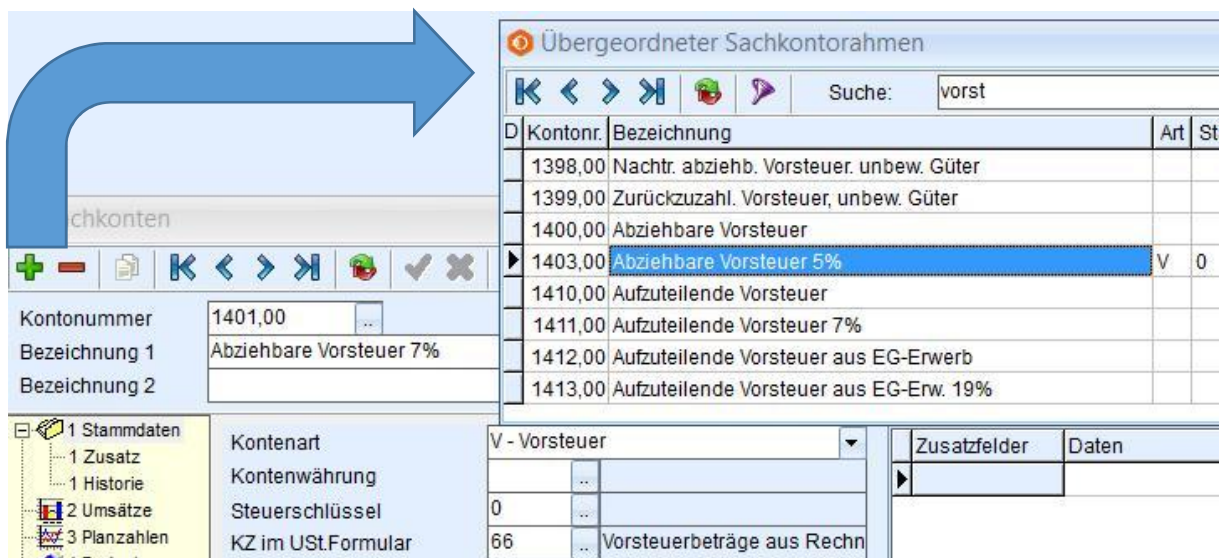 Übergeordneter Sachkontorahmen
Suche: vorst
D Kontonr. Bezeichnung Art St
1398,00 Nachtr. abziehb. Vorsteuer. unbew. Güter
1399,00 Zurückzuzahl. Vorsteuer, unbew. Güter
1400,00 Abziehbare Vorsteuer
1403,00 Abziehbare Vorsteuer 5% V 0
1410,00 Aufzuteilende Vorsteuer
1411,00 Aufzuteilende Vorsteuer 7%
1412,00 Aufzuteilende Vorsteuer aus EG-Erwerb
1413,00 Aufzuteilende Vorsteuer aus EG-Erw. 19%
chkonten
Kontonummer 1401,00 ..
Bezeichnung 1 Abziehbare Vorsteuer 7%
Bezeichnung 2
1 Stammdaten
1 Zusatz
1 Historie
2 Umsätze
3 Planzahlen
Kontenart V - Vorsteuer
Kontenwährung ..
Steuerschlüssel 0 ..
KZ im USt.Formular 66 .. Vorsteuerbeträge aus Rechn
Zusatzfelder Daten